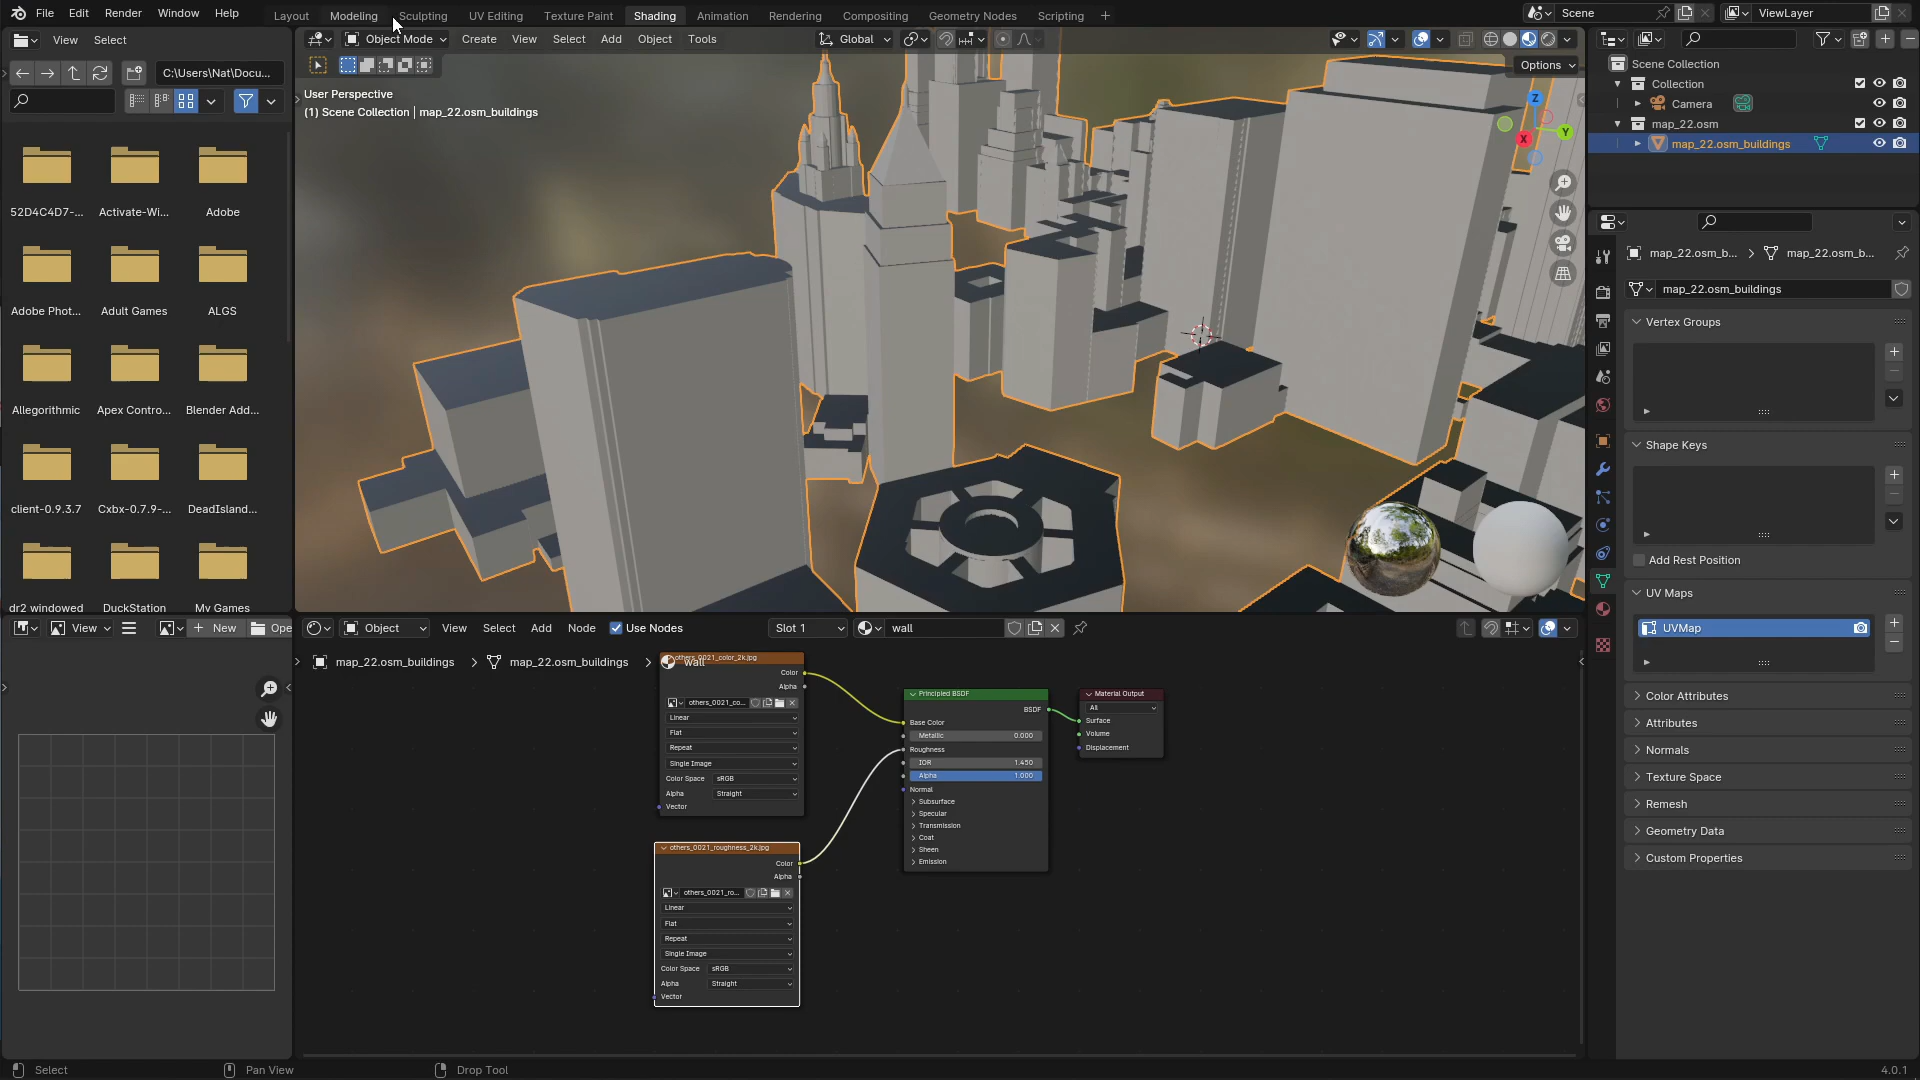 File Edit Render Window Help Layout Modeling Sculpting UV Editing Texture Paint Shading Animation Rendering Compositing Geometry Nodes Scripting + Scene ViewLayer
View Select
Object Mode Create View Select Add Object Tools Global
C:\Users\Nat\Docu...
Options
User Perspective
(1) Scene Collection | map_22.osm_buildings
Z
Y
X
52D4C4D7-... Activate-Wi... Adobe
Adobe Phot... Adult Games ALGS
Allegorithmic Apex Contro... Blender Add...
client-0.9.3.7 Cxbx-0.7.9-... DeadIsland...
dr2 windowed DuckStation My Games
Scene Collection
Collection
Camera
map_22.osm
map_22.osm_buildings
map_22.osm_b... map_22.osm_b...
map_22.osm_buildings
Vertex Groups
Shape Keys
Add Rest Position
UV Maps
UVMap
Color Attributes
Attributes
Normals
Texture Space
Remesh
Geometry Data
Custom Properties
View New Ope
Object View Select Add Node Use Nodes Slot 1 wall
map_22.osm_buildings map_22.osm_buildings wall
others_0021_color_2k.jpg
Color
Alpha
others_0021_co...
Linear
Flat
Repeat
Single Image
Color Space sRGB
Alpha Straight
Vector
others_0021_roughness_2k.jpg
Color
Alpha
others_0021_ro...
Linear
Flat
Repeat
Single Image
Color Space sRGB
Alpha Straight
Vector
Principled BSDF
BSDF
Base Color
Metallic 0.000
Roughness
IOR 1.450
Alpha 1.000
Normal
Subsurface
Specular
Transmission
Coat
Sheen
Emission
Material Output
All
Surface
Volume
Displacement
Select Pan View Drop Tool 4.0.1